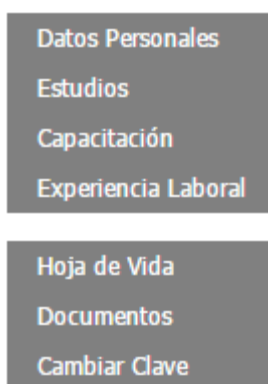 Datos Personales
Estudios
Capacitación
Experiencia Laboral
Hoja de Vida
Documentos
Cambiar Clave